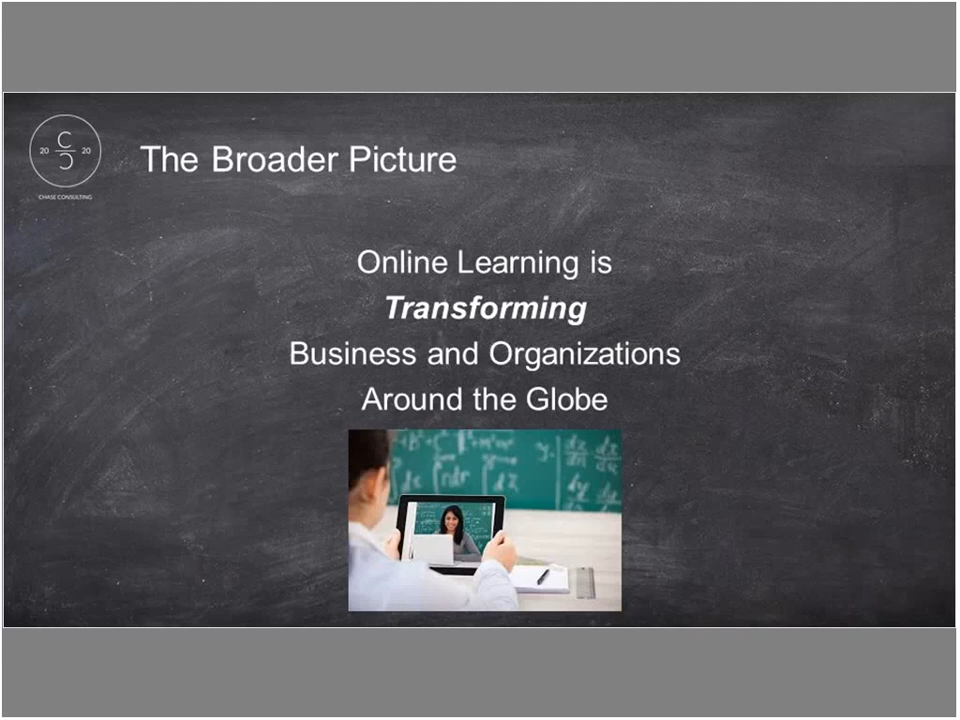 C
20 20
C
CHASE CONSULTING
The Broader Picture
Online Learning is
Transforming
Business and Organizations
Around the Globe